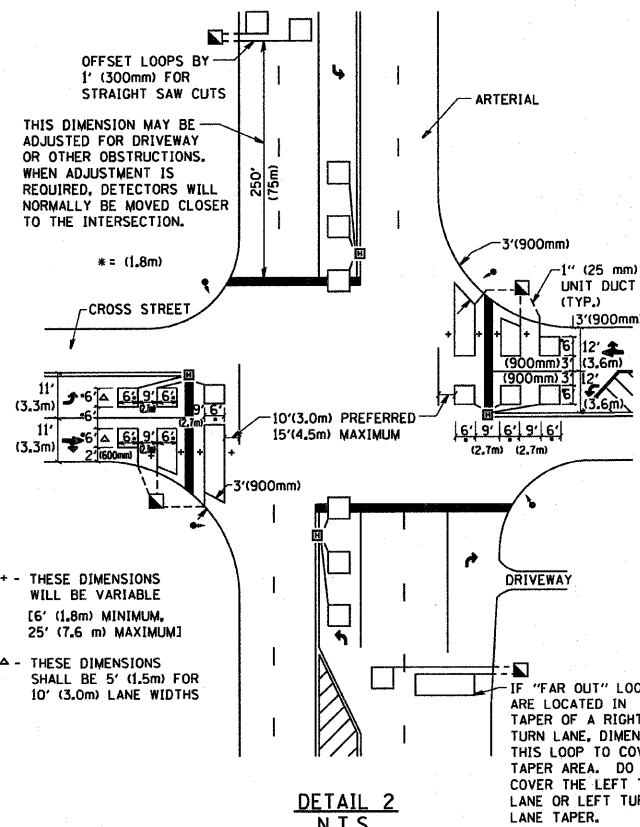 OFFSET LOOPS BY
1' (300mm) FOR
STRAIGHT SAW CUTS
ARTERIAL
THIS DIMENSION MAY BE
ADJUSTED FOR DRIVEWAY
OR OTHER OBSTRUCTIONS.
WHEN ADJUSTMENT IS
REQUIRED, DETECTORS WILL
NORMALLY BE MOVED CLOSER
TO THE INTERSECTION.
250'
(75m)
* = (1.8m)
H
3'(900mm)
1" (25 mm)
UNIT DUCT
(TYP.)
CROSS STREET
3'(900mm
6'
12'
(3.6m)
(900mm) 3'
(900mm) 3'
12'
6'
(3.6m)
H
11'
(3.3m)
*6'
6' 9' 6'
(2.7m)
*6'
9' 6'
(2.7m) *
H
10'(3.0m) PREFERRED
15'(4.5m) MAXIMUM
11'
(3.3m)
*6'
6' 9' 6'
(2.7m)
2' (600mm)
6' 9' 6' 9' 6'
* * *
(2.7m) (2.7m)
3'(900mm)
H
+ - THESE DIMENSIONS
WILL BE VARIABLE
[6' (1.8m) MINIMUM,
25' (7.6 m) MAXIMUM]
DRIVEWAY
△ - THESE DIMENSIONS
SHALL BE 5' (1.5m) FOR
10' (3.0m) LANE WIDTHS
IF "FAR OUT" LOO
ARE LOCATED IN
TAPER OF A RIGHT
TURN LANE, DIMEN
THIS LOOP TO COV
TAPER AREA. DO
COVER THE LEFT T
LANE OR LEFT TUR
LANE TAPER.
DETAIL 2
N.T.S.